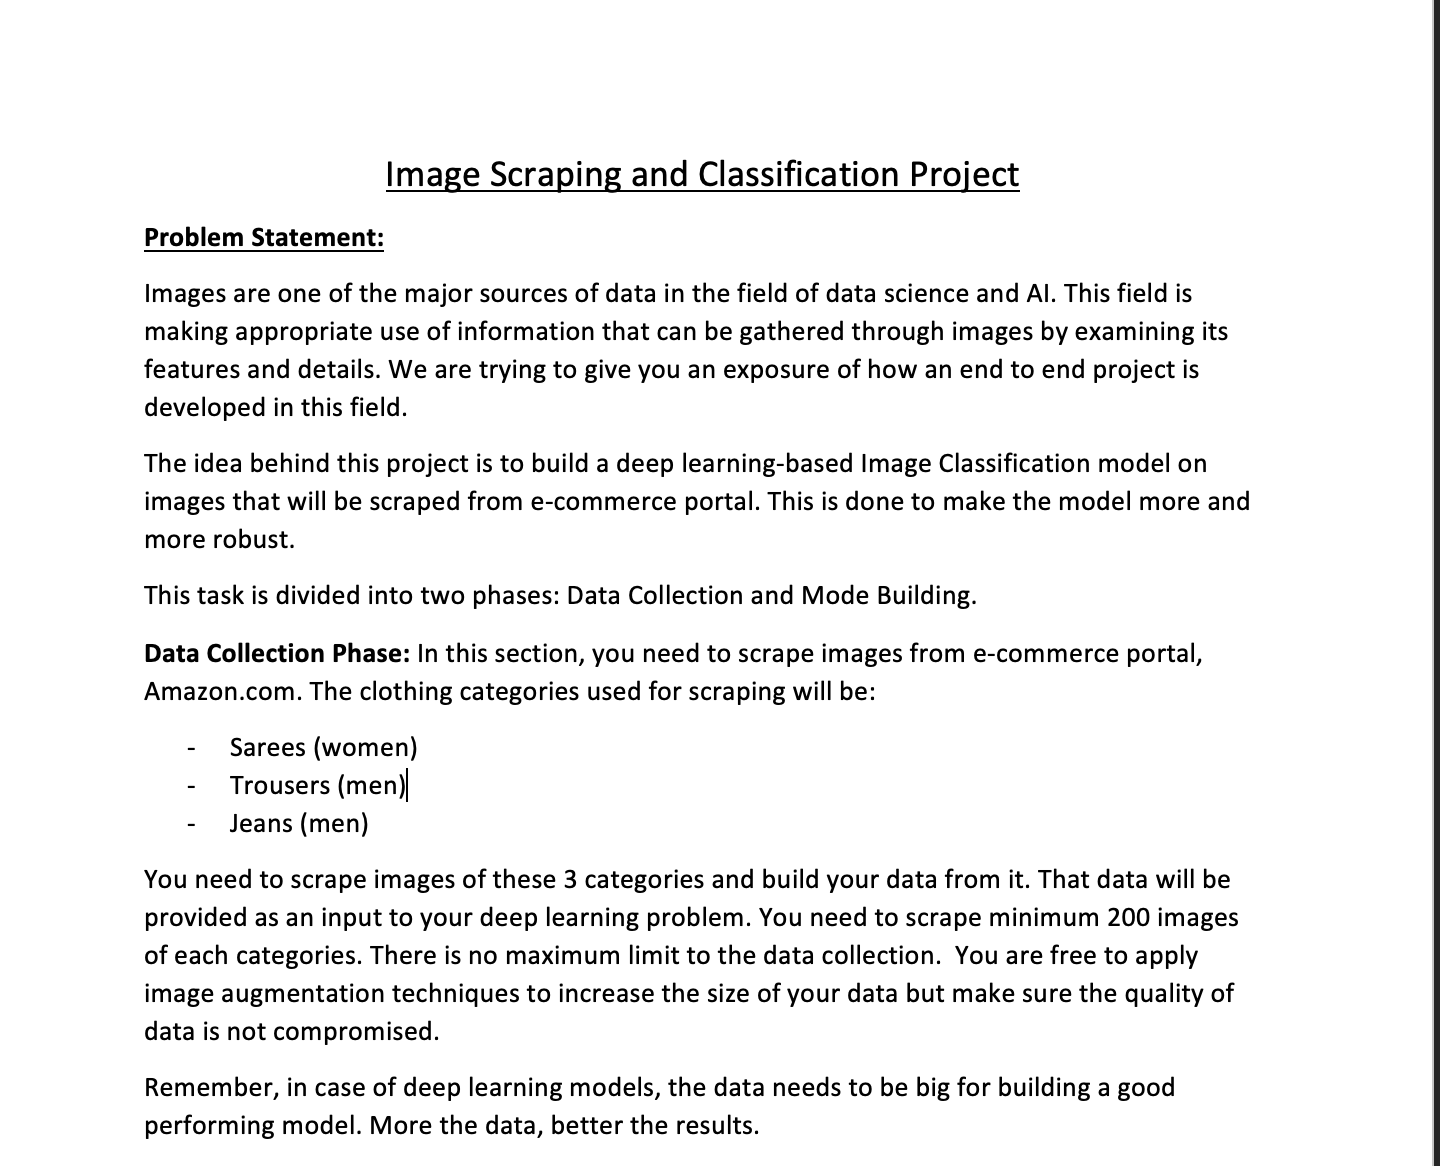 Image Scraping and Classification Project
Problem Statement:
Images are one of the major sources of data in the field of data science and AI. This field is
making appropriate use of information that can be gathered through images by examining its
features and details. We are trying to give you an exposure of how an end to end project is
developed in this field.
The idea behind this project is to build a deep learning-based Image Classification model on
images that will be scraped from e-commerce portal. This is done to make the model more and
more robust.
This task is divided into two phases: Data Collection and Mode Building.
Data Collection Phase: In this section, you need to scrape images from e-commerce portal,
Amazon.com. The clothing categories used for scraping will be:
- Sarees (women)
- Trousers (men)
- Jeans (men)
You need to scrape images of these 3 categories and build your data from it. That data will be
provided as an input to your deep learning problem. You need to scrape minimum 200 images
of each categories. There is no maximum limit to the data collection.  You are free to apply
image augmentation techniques to increase the size of your data but make sure the quality of
data is not compromised.
Remember, in case of deep learning models, the data needs to be big for building a good
performing model. More the data, better the results.